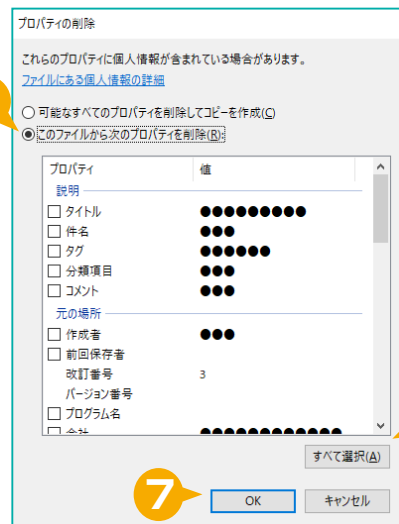 プロパティの削除
これらのプロパティに個人情報が含まれている場合があります。
ファイルにある個人情報の詳細
可能なすべてのプロパティを削除してコピーを作成(C)
このファイルから次のプロパティを削除(R):
プロパティ 値
説明
タイトル ●●●●●●●●●
件名 ●●●
タグ ●●●●●●
分類項目 ●●●
コメント ●●●
元の場所
作成者 ●●●
前回保存者
改訂番号 3
バージョン番号
プログラム名
会社 ●●●●●●●●●●●●
すべて選択(A)
7 OK キャンセル